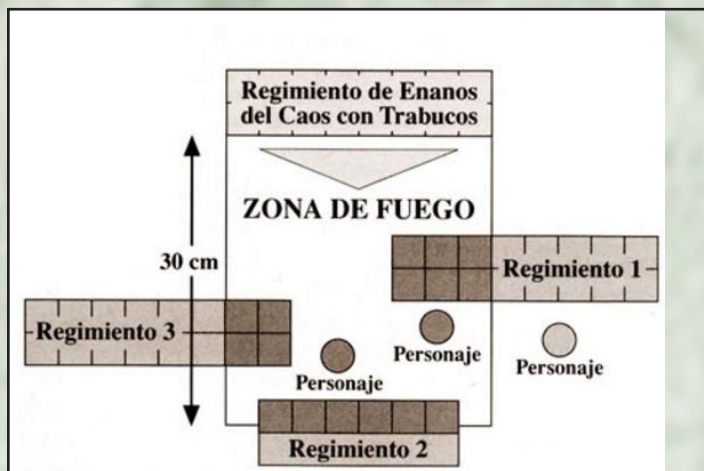 Regimiento de Enanos
del Caos con Trabucos
ZONA DE FUEGO
30 cm
Regimiento 1
Regimiento 3
Personaje
Personaje
Personaje
Regimiento 2